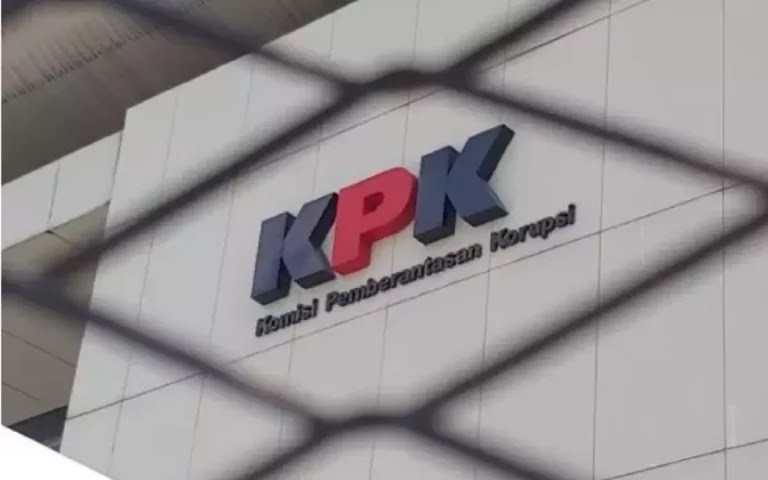 KPK
Komisi Pemberantasan Korupsi